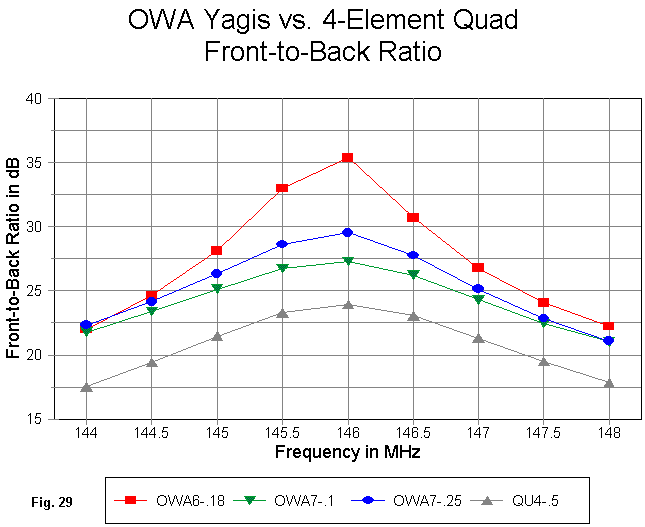 OWA Yagis vs. 4-Element Quad
Front-to-Back Ratio
Front-to-Back Ratio in dB
40
35
30
25
20
15
144 144.5 145 145.5 146 146.5 147 147.5 148
Frequency in MHz
Fig. 29
OWA6-.18 OWA7-.1 OWA7-.25 QU4-.5